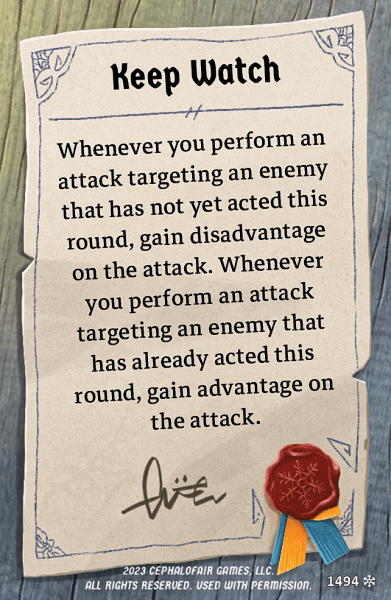 Keep Watch
Whenever you perform an
attack targeting an enemy
that has not yet acted this
round, gain disadvantage
on the attack. Whenever
you perform an attack
targeting an enemy that
has already acted this
round, gain advantage on
the attack.
2023 CEPHALOFAIR GAMES, LLC.
ALL RIGHTS RESERVED. USED WITH PERMISSION.
1494